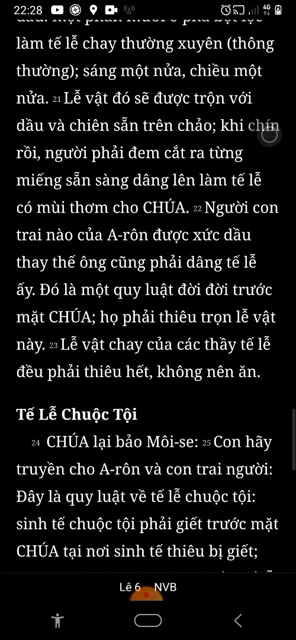 22:28
làm tế lễ chay thường xuyên (thông
thường); sáng một nửa, chiều một
nửa. 21 Lễ vật đó sẽ được trộn với
dầu và chiên sẵn trên chảo; khi chín
rồi, người phải đem cắt ra từng
miếng sẵn sàng dâng lên làm tế lễ
có mùi thơm cho CHÚA. 22 Người con
trai nào của A-rôn được xức dầu
thay thế ông cũng phải dâng tế lễ
ấy. Đó là một quy luật đời đời trước
mặt CHÚA; họ phải thiêu trọn lễ vật
này. 23 Lễ vật chay của các thầy tế lễ
đều phải thiêu hết, không nên ăn.
Tế Lễ Chuộc Tội
24 CHÚA lại bảo Môi-se: 25 Con hãy
truyền cho A-rôn và con trai người:
Đây là quy luật về tế lễ chuộc tội:
sinh tế chuộc tội phải giết trước mặt
CHÚA tại nơi sinh tế thiêu bị giết;
Lê 6 NVB